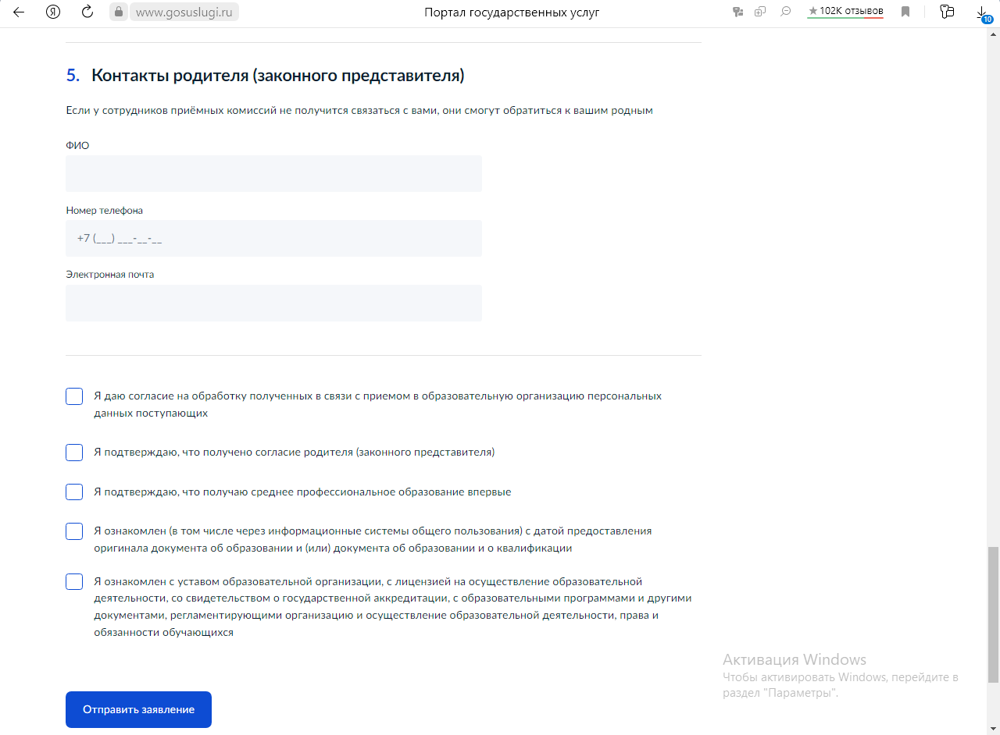 www.gosuslugi.ru
Портал государственных услуг
★ 102K отзывов
10
5. Контакты родителя (законного представителя)
Если у сотрудников приёмных комиссий не получится связаться с вами, они смогут обратиться к вашим родным
ФИО
Номер телефона
+7 (___) ___-__-__
Электронная почта
Я даю согласие на обработку полученных в связи с приемом в образовательную организацию персональных
данных поступающих
Я подтверждаю, что получено согласие родителя (законного представителя)
Я подтверждаю, что получаю среднее профессиональное образование впервые
Я ознакомлен (в том числе через информационные системы общего пользования) с датой предоставления
оригинала документа об образовании и (или) документа об образовании и о квалификации
Я ознакомлен с уставом образовательной организации, с лицензией на осуществление образовательной
деятельности, со свидетельством о государственной аккредитации, с образовательными программами и другими
документами, регламентирующими организацию и осуществление образовательной деятельности, права и
обязанности обучающихся
Активация Windows
Чтобы активировать Windows, перейдите в
раздел "Параметры".
Отправить заявление